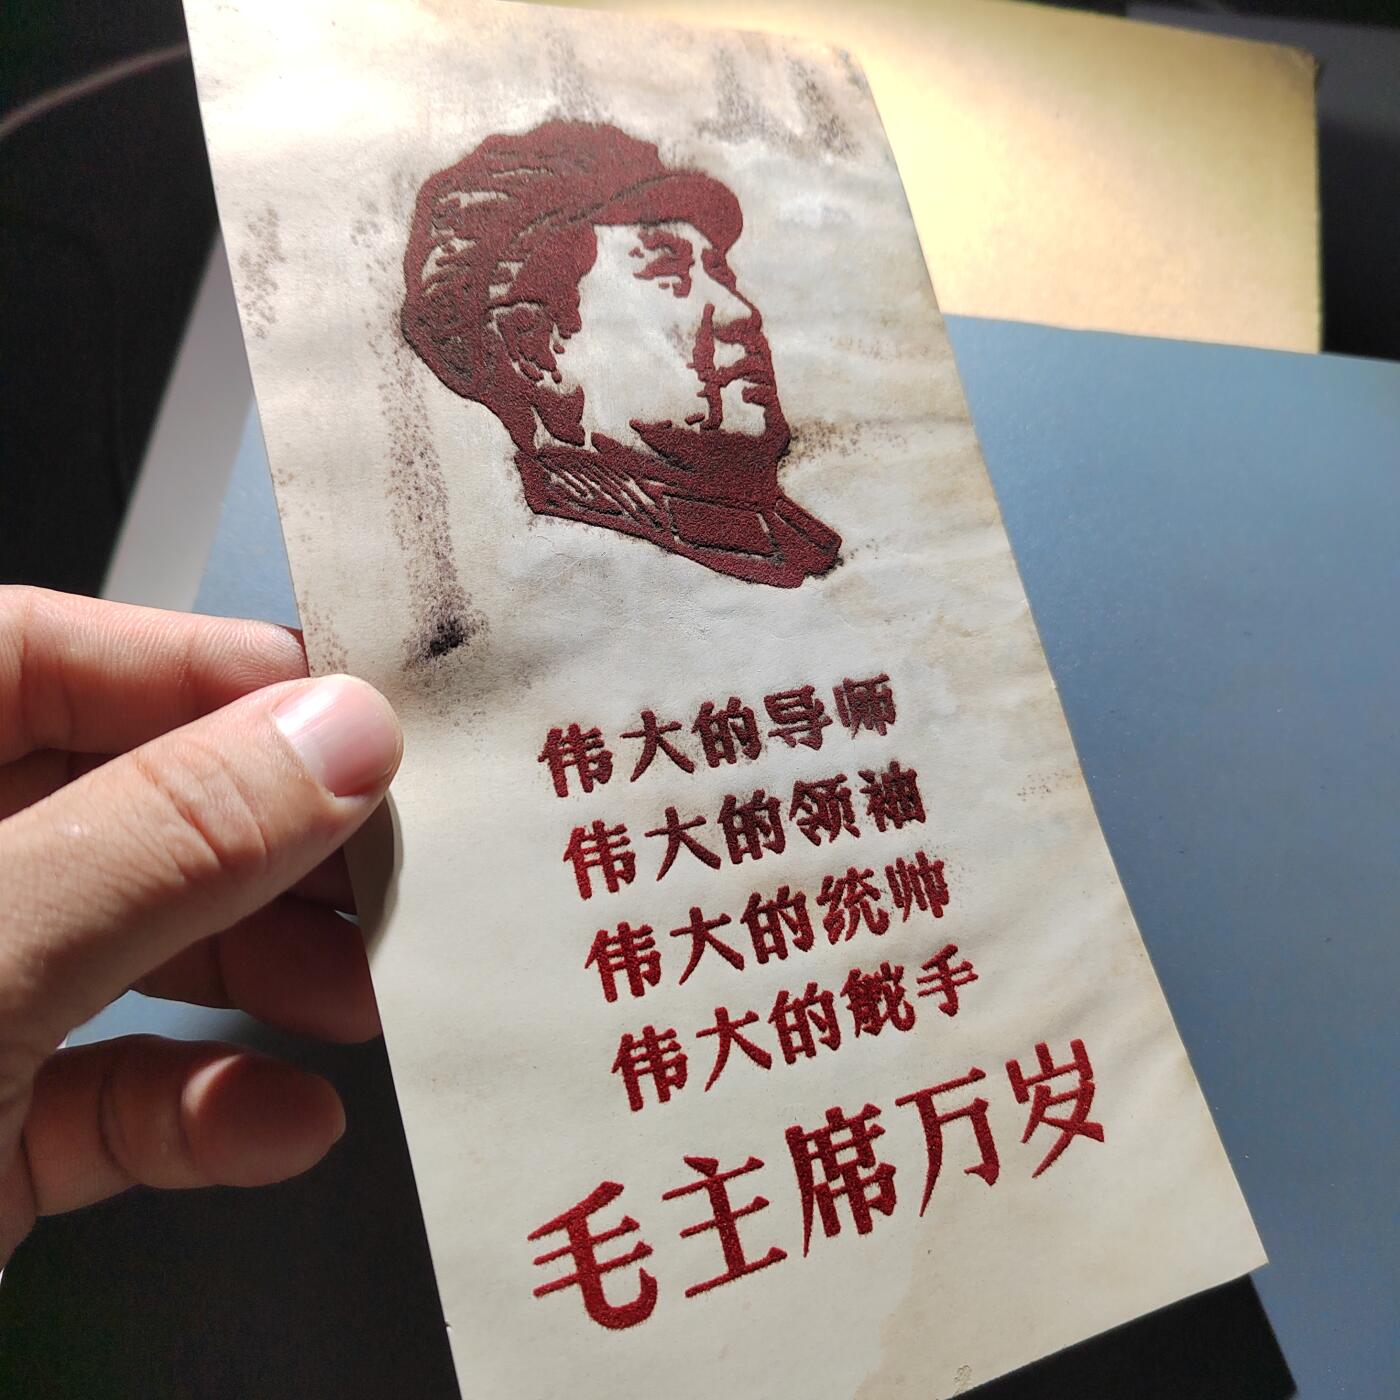 伟大的导师
伟大的领袖
伟大的统帅
伟大的舵手
毛主席万岁